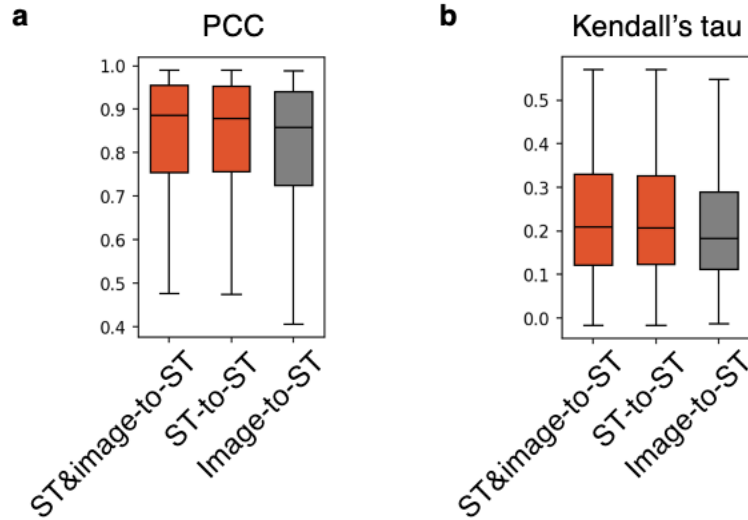 a
PCC
1.0
0.9
0.8
0.7
0.6
0.5
0.4
ST&image-to-ST
ST-to-ST
Image-to-ST
b
Kendall's tau
0.5
0.4
0.3
0.2
0.1
0.0
ST&image-to-ST
ST-to-ST
Image-to-ST